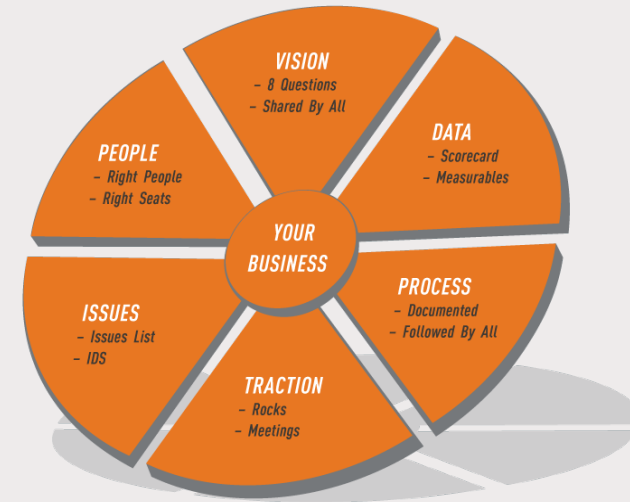 VISION
– 8 Questions
– Shared By All
DATA
– Scorecard
– Measurables
PEOPLE
– Right People
– Right Seats
YOUR
BUSINESS
PROCESS
– Documented
– Followed By All
ISSUES
– Issues List
– IDS
TRACTION
– Rocks
– Meetings